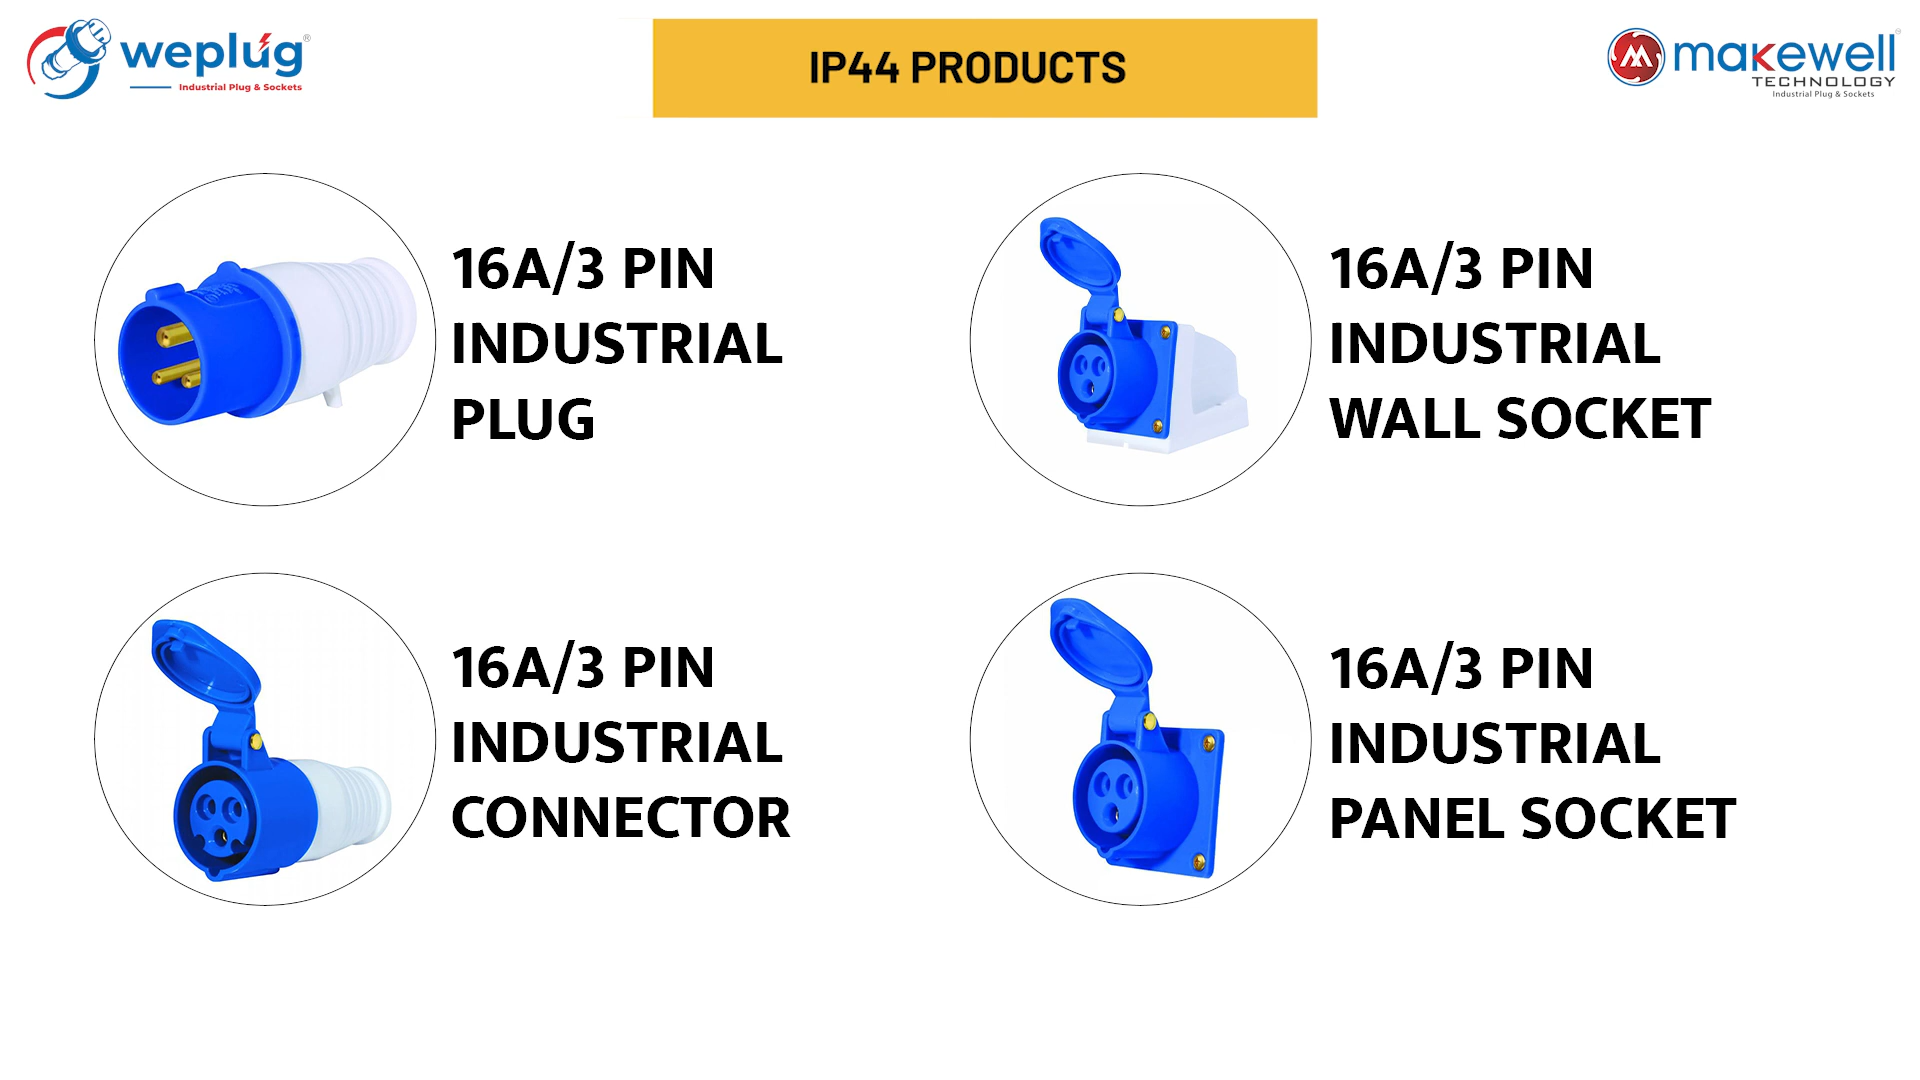 weplug®
Industrial Plug & Sockets
IP44 PRODUCTS
makewell
TECHNOLOGY
Industrial Plug & Sockets
16A/3 PIN
INDUSTRIAL
PLUG
16A/3 PIN
INDUSTRIAL
WALL SOCKET
16A/3 PIN
INDUSTRIAL
CONNECTOR
16A/3 PIN
INDUSTRIAL
PANEL SOCKET